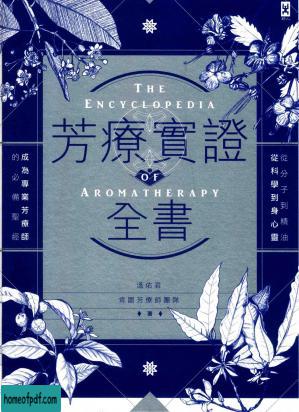 THE
ENCYCLOPEDIA
芳療實證
OF
AROMATHERAPY
全書
從分子到精油
從科學到身心靈
成為專業芳療師
的必備聖經
溫佑君
肯園芳療師團隊
著
homeofpdf.com